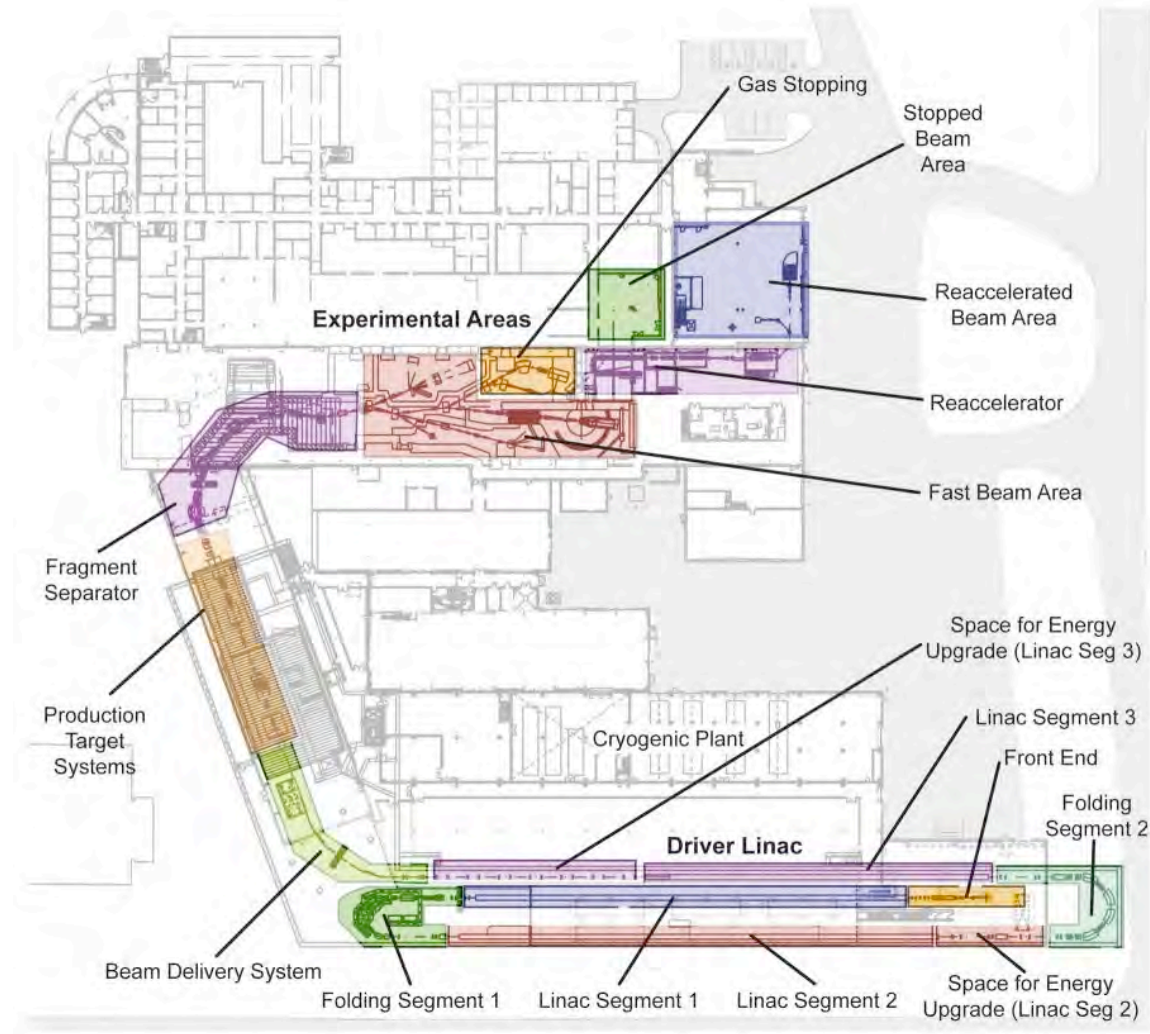 Gas Stopping
Stopped
Beam
Area
Reaccelerated
Beam Area
Experimental Areas
Reaccelerator
Fast Beam Area
Fragment
Separator
Space for Energy
Upgrade (Linac Seg 3)
Production
Target
Systems
Cryogenic Plant
Linac Segment 3
Front End
Folding
Segment 2
Driver Linac
Beam Delivery System
Folding Segment 1
Linac Segment 1
Linac Segment 2
Space for Energy
Upgrade (Linac Seg 2)